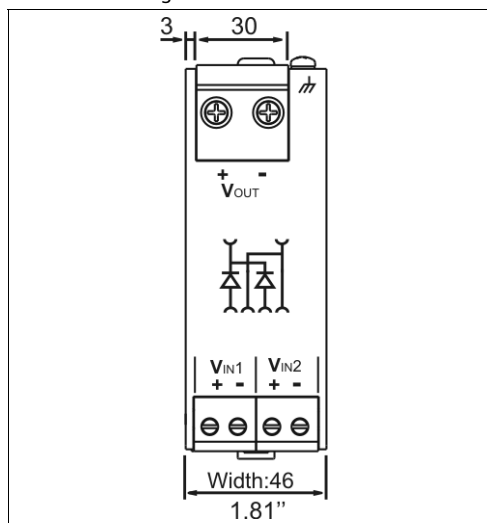 3 30
+ -
VOUT
VIN1 VIN2
+ - + -
Width:46
1.81’’